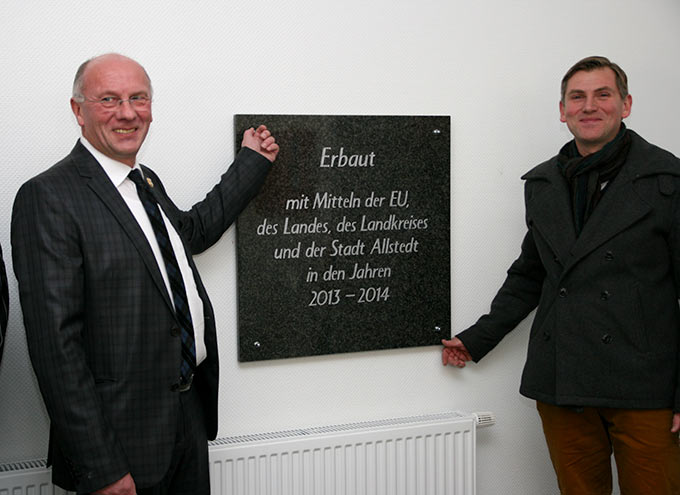 Erbaut
mit Mitteln der EU,
des Landes, des Landkreises
und der Stadt Allstedt
in den Jahren
2013 – 2014